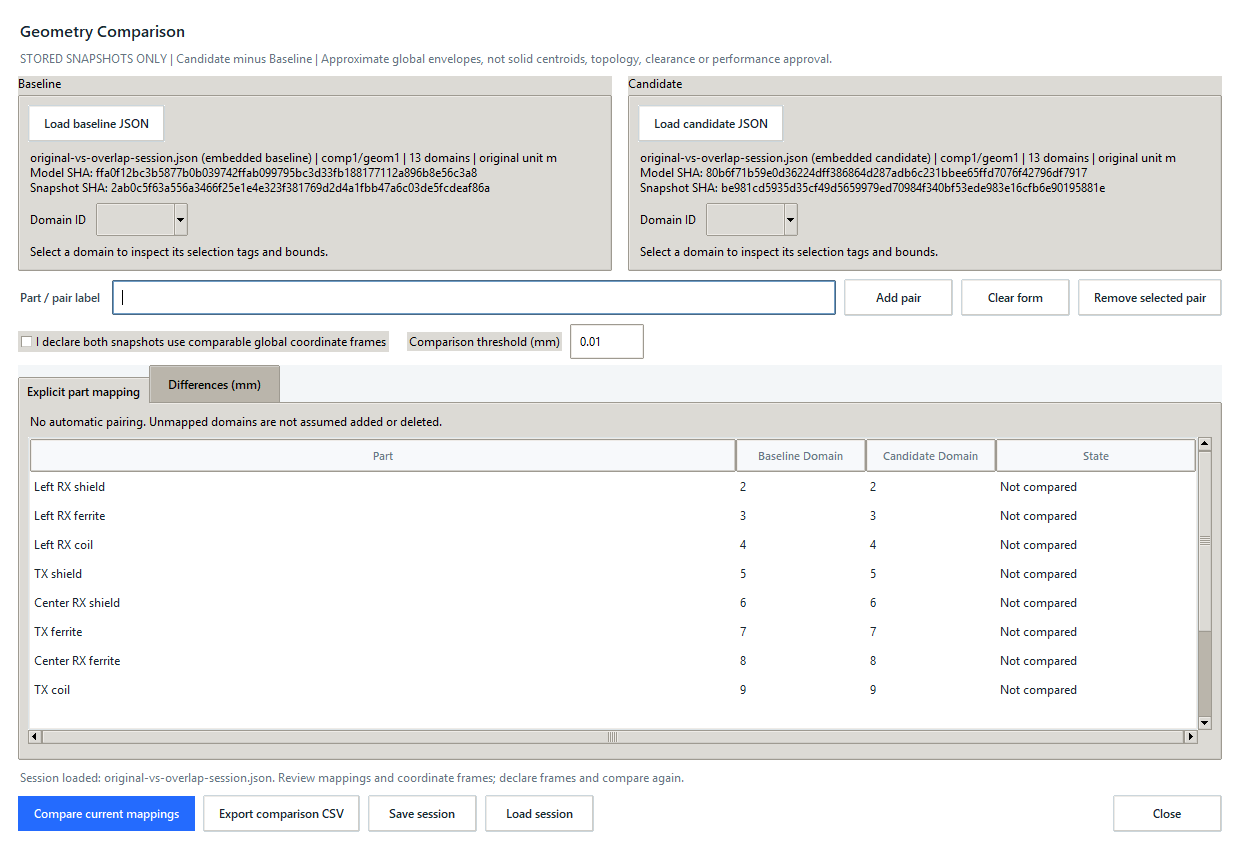 Geometry Comparison
STORED SNAPSHOTS ONLY | Candidate minus Baseline | Approximate global envelopes, not solid centroids, topology, clearance or performance approval.
Baseline
Load baseline JSON
original-vs-overlap-session.json (embedded baseline) | comp1/geom1 | 13 domains | original unit m
Model SHA: ffa0f12bc3b5877b0b039742ffab099795bc3d33fb188177112a896b8e56c3a8
Snapshot SHA: 2ab0c5f63a556a3466f25e1e4e323f381769d2d4a1fbb47a6c03de5fcdeaf86a
Domain ID
Select a domain to inspect its selection tags and bounds.
Candidate
Load candidate JSON
original-vs-overlap-session.json (embedded candidate) | comp1/geom1 | 13 domains | original unit m
Model SHA: 80b6f71b59e0d36224dff386864d287adb6c231bbee65ffd7076f42796df7917
Snapshot SHA: be981cd5935d35cf49d5659979ed70984f340bf53ede983e16cfb6e90195881e
Domain ID
Select a domain to inspect its selection tags and bounds.
Part / pair label
Add pair
Clear form
Remove selected pair
I declare both snapshots use comparable global coordinate frames
Comparison threshold (mm)
0.01
Explicit part mapping
Differences (mm)
No automatic pairing. Unmapped domains are not assumed added or deleted.
Part Baseline Domain Candidate Domain State
Left RX shield 2 2 Not compared
Left RX ferrite 3 3 Not compared
Left RX coil 4 4 Not compared
TX shield 5 5 Not compared
Center RX shield 6 6 Not compared
TX ferrite 7 7 Not compared
Center RX ferrite 8 8 Not compared
TX coil 9 9 Not compared
Session loaded: original-vs-overlap-session.json. Review mappings and coordinate frames; declare frames and compare again.
Compare current mappings
Export comparison CSV
Save session
Load session
Close